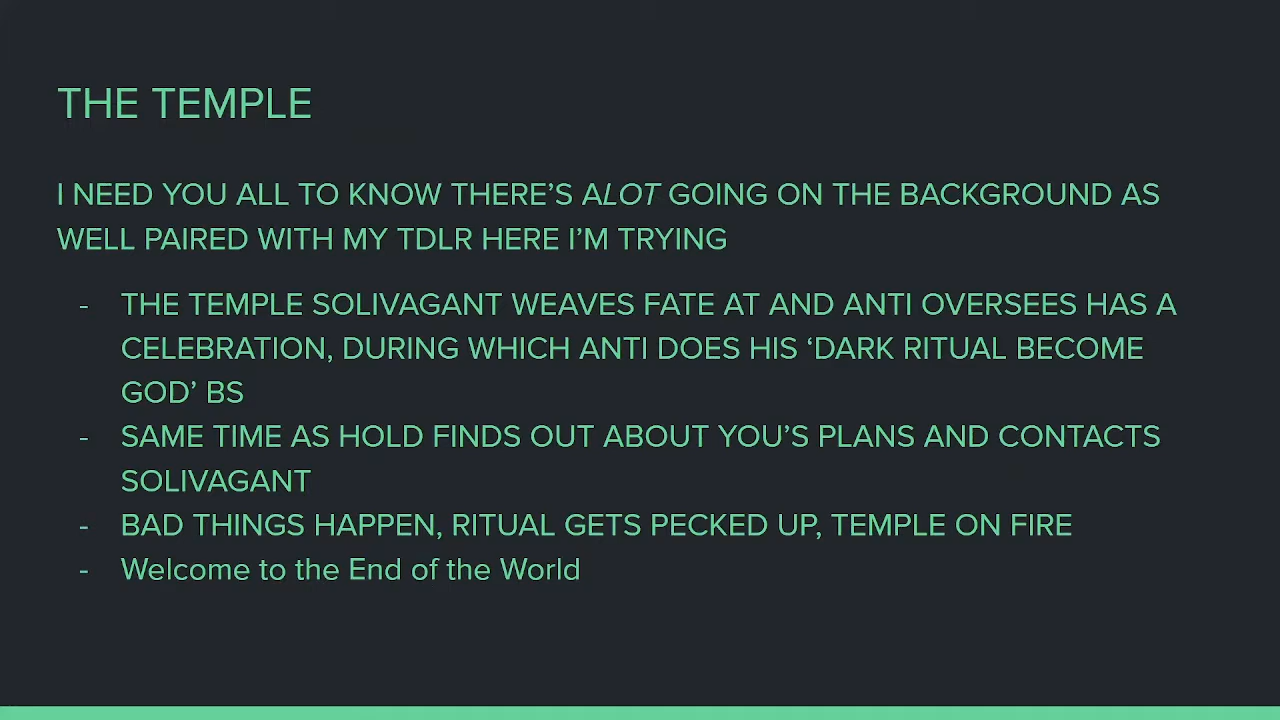 THE TEMPLE
I NEED YOU ALL TO KNOW THERE’S ALOT GOING ON THE BACKGROUND AS
WELL PAIRED WITH MY TDLR HERE I’M TRYING
- THE TEMPLE SOLIVAGANT WEAVES FATE AT AND ANTI OVERSEES HAS A
CELEBRATION, DURING WHICH ANTI DOES HIS ‘DARK RITUAL BECOME
GOD’ BS
- SAME TIME AS HOLD FINDS OUT ABOUT YOU’S PLANS AND CONTACTS
SOLIVAGANT
- BAD THINGS HAPPEN, RITUAL GETS PECKED UP, TEMPLE ON FIRE
- Welcome to the End of the World